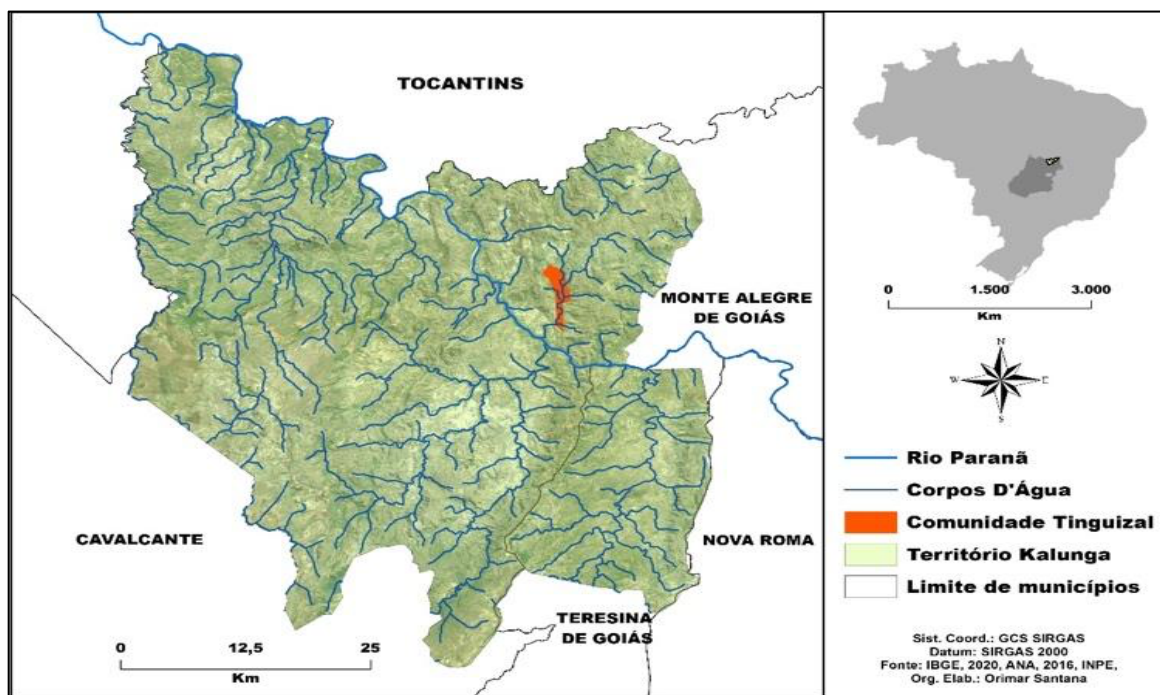 TOCANTINS
MONTE ALEGRE
DE GOIÁS
CAVALCANTE
NOVA ROMA
TERESINA
DE GOIÁS
0 12,5 25
Km
0 1.500 3.000
Km
N
W E
S
Rio Paranã
Corpos D'Água
Comunidade Tinguizal
Território Kalunga
Limite de municípios
Sist. Coord.: GCS SIRGAS
Datum: SIRGAS 2000
Fonte: IBGE, 2020, ANA, 2016, INPE,
Org. Elab.: Orimar Santana